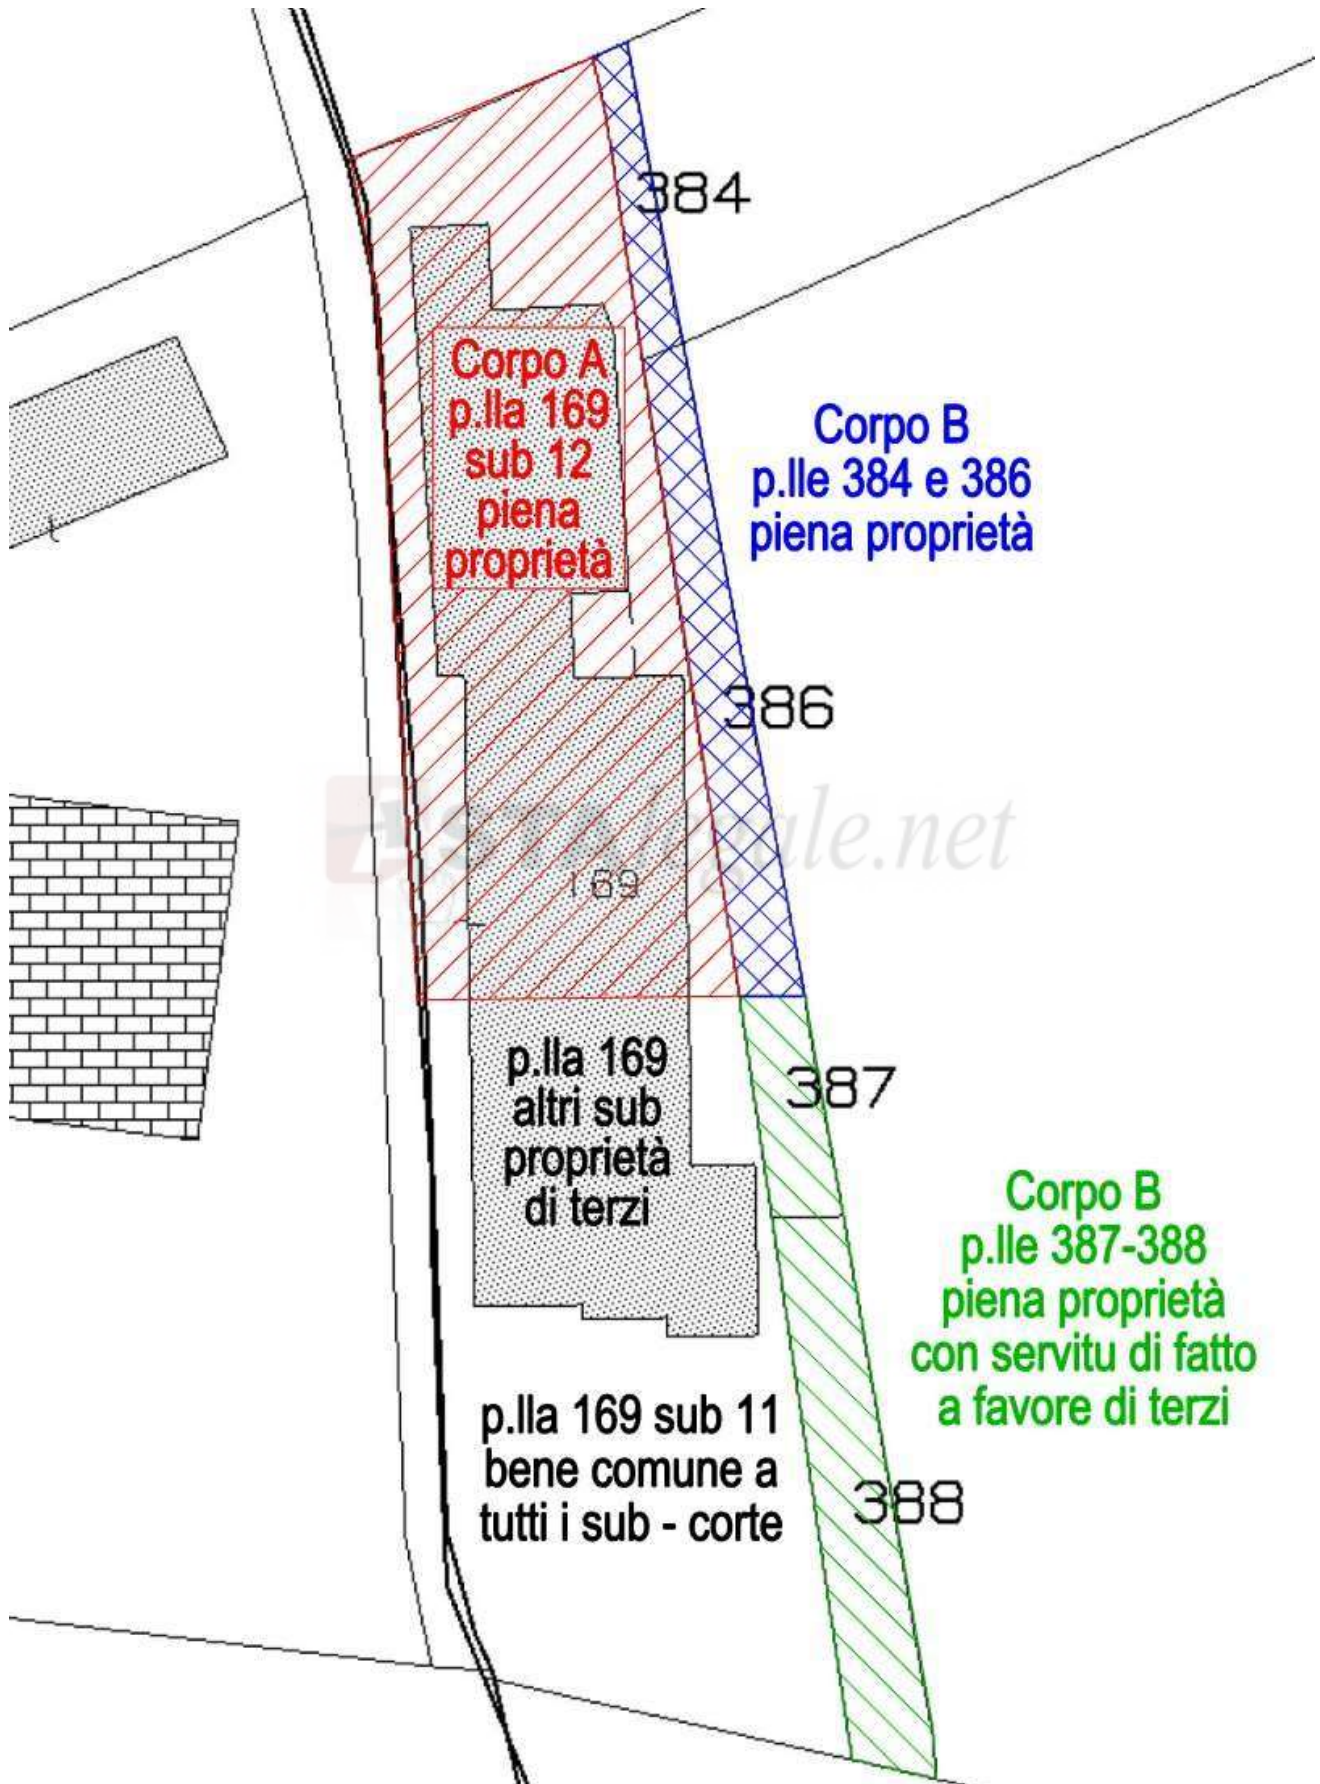 384
Corpo A
p.lla 169
sub 12
piena
proprietà
Corpo B
p.lle 384 e 386
piena proprietà
386
ASTAlegale.net
169
p.lla 169
altri sub
proprietà
di terzi
387
Corpo B
p.lle 387-388
piena proprietà
con servitu di fatto
a favore di terzi
p.lla 169 sub 11
bene comune a
tutti i sub - corte
388